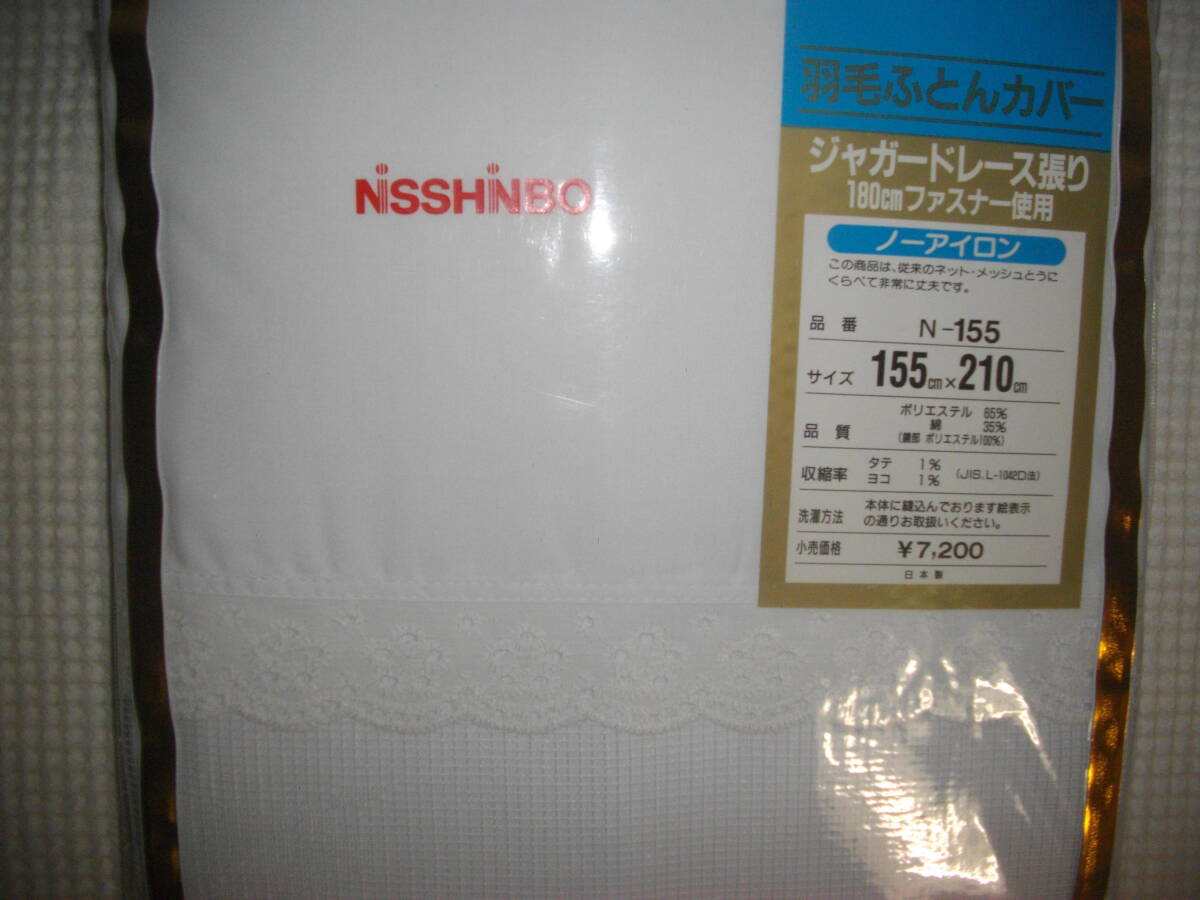 NISSHINBO
羽毛ふとんカバー
ジャガードレース張り
180cmファスナー使用
ノーアイロン
この商品は、従来のネット・メッシュとうに
くらべて非常に丈夫です。
品番 N-155
サイズ 155cm×210cm
品質 ポリエステル 65%
綿 35%
(鏡部 ポリエステル100%)
収縮率 タテ 1% (JIS.L-1042D法)
ヨコ 1%
洗濯方法 本体に縫込んでおります絵表示
の通りお取扱いください。
小売価格 ¥7,200
日本製